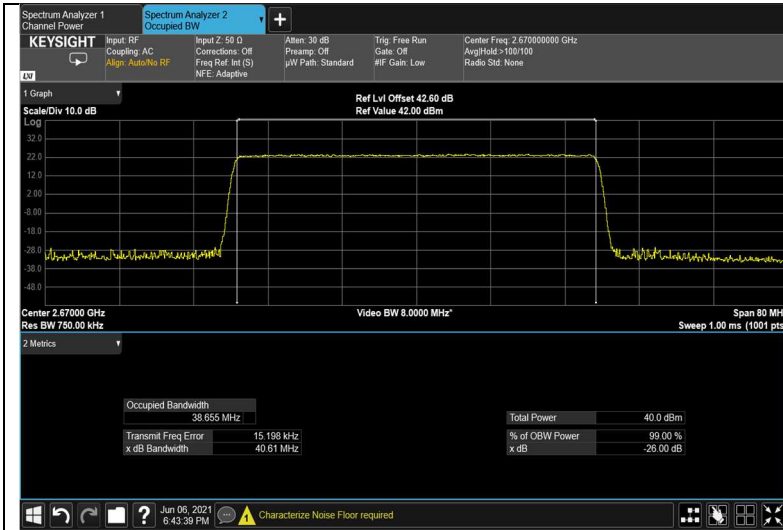 Spectrum Analyzer 1
Channel Power
Spectrum Analyzer 2
Occupied BW
KEYSIGHT
LXI
Input: RF
Coupling: AC
Align: Auto/No RF
Input Z: 50 Ω
Corrections: Off
Freq Ref: Int (S)
NFE: Adaptive
Atten: 30 dB
Preamp: Off
µW Path: Standard
Trig: Free Run
Gate: Off
#IF Gain: Low
Center Freq: 2.670000000 GHz
Avg|Hold:>100/100
Radio Std: None
1 Graph
Scale/Div 10.0 dB
Ref Lvl Offset 42.60 dB
Ref Value 42.00 dBm
Log
32.0
22.0
12.0
2.00
-8.00
-18.0
-28.0
-38.0
-48.0
Center 2.67000 GHz
Video BW 8.0000 MHz*
Span 80 MH
Res BW 750.00 kHz
Sweep 1.00 ms (1001 pts
2 Metrics
Occupied Bandwidth
38.655 MHz
Total Power 40.0 dBm
Transmit Freq Error 15.198 kHz
% of OBW Power 99.00 %
x dB Bandwidth 40.61 MHz
x dB -26.00 dB
?
Jun 06, 2021
6:43:39 PM
Characterize Noise Floor required